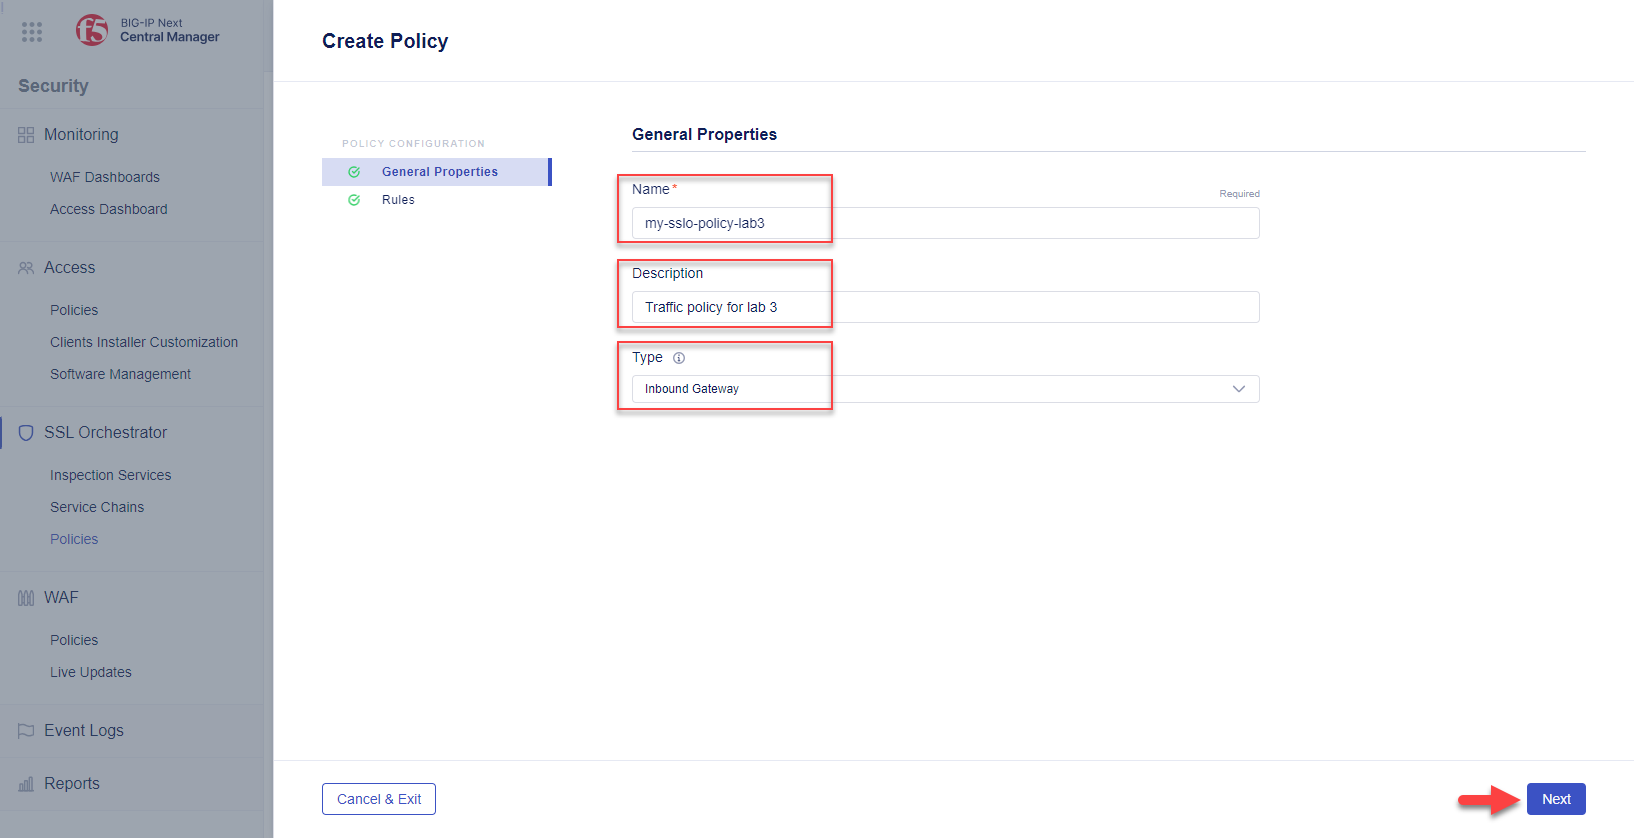 f5
BIG-IP Next
Central Manager
Security
Monitoring
WAF Dashboards
Access Dashboard
Access
Policies
Clients Installer Customization
Software Management
SSL Orchestrator
Inspection Services
Service Chains
Policies
WAF
Policies
Live Updates
Event Logs
Reports
Create Policy
POLICY CONFIGURATION
General Properties
Rules
General Properties
Name*
Required
my-sslo-policy-lab3
Description
Traffic policy for lab 3
Type
Inbound Gateway
Cancel & Exit
Next